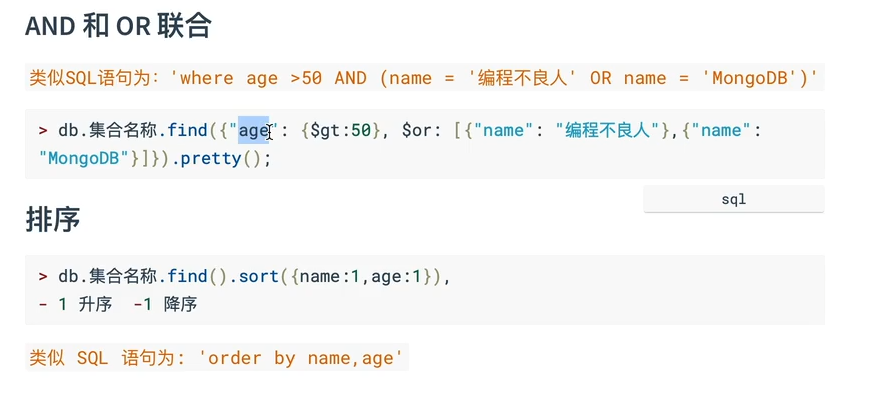 AND 和 OR 联合
类似SQL语句为：'where age >50 AND (name = '编程不良人' OR name = 'MongoDB')'
> db.集合名称.find({"age": {$gt:50}, $or: [{"name": "编程不良人"},{"name":
"MongoDB"}]}).pretty();
sql
排序
> db.集合名称.find().sort({name:1,age:1}),
- 1 升序  -1 降序
类似 SQL 语句为: 'order by name,age'